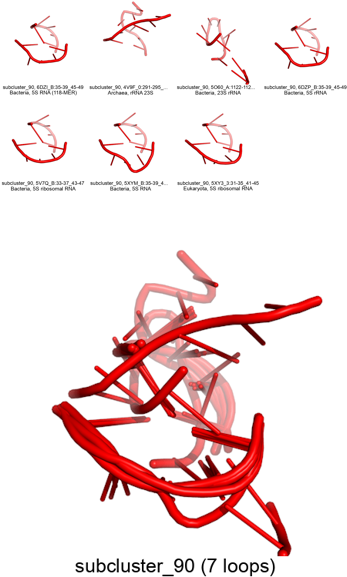 subcluster_90, 6DZI_B:35-39_45-49
Bacteria, 5S RNA (118-MER)
subcluster_90, 4V9F_0:291-295_...
Archaea, rRNA 23S
subcluster_90, 5O60_A:1122-112...
Bacteria, 23S rRNA
subcluster_90, 6DZP_B:35-39_45-49
Bacteria, 5S rRNA
subcluster_90, 5V7Q_B:33-37_43-47
Bacteria, 5S ribosomal RNA
subcluster_90, 5XYM_B:35-39_4...
Bacteria, 5S RNA
subcluster_90, 5XY3_3:31-35_41-45
Eukaryota, 5S ribosomal RNA
subcluster_90 (7 loops)